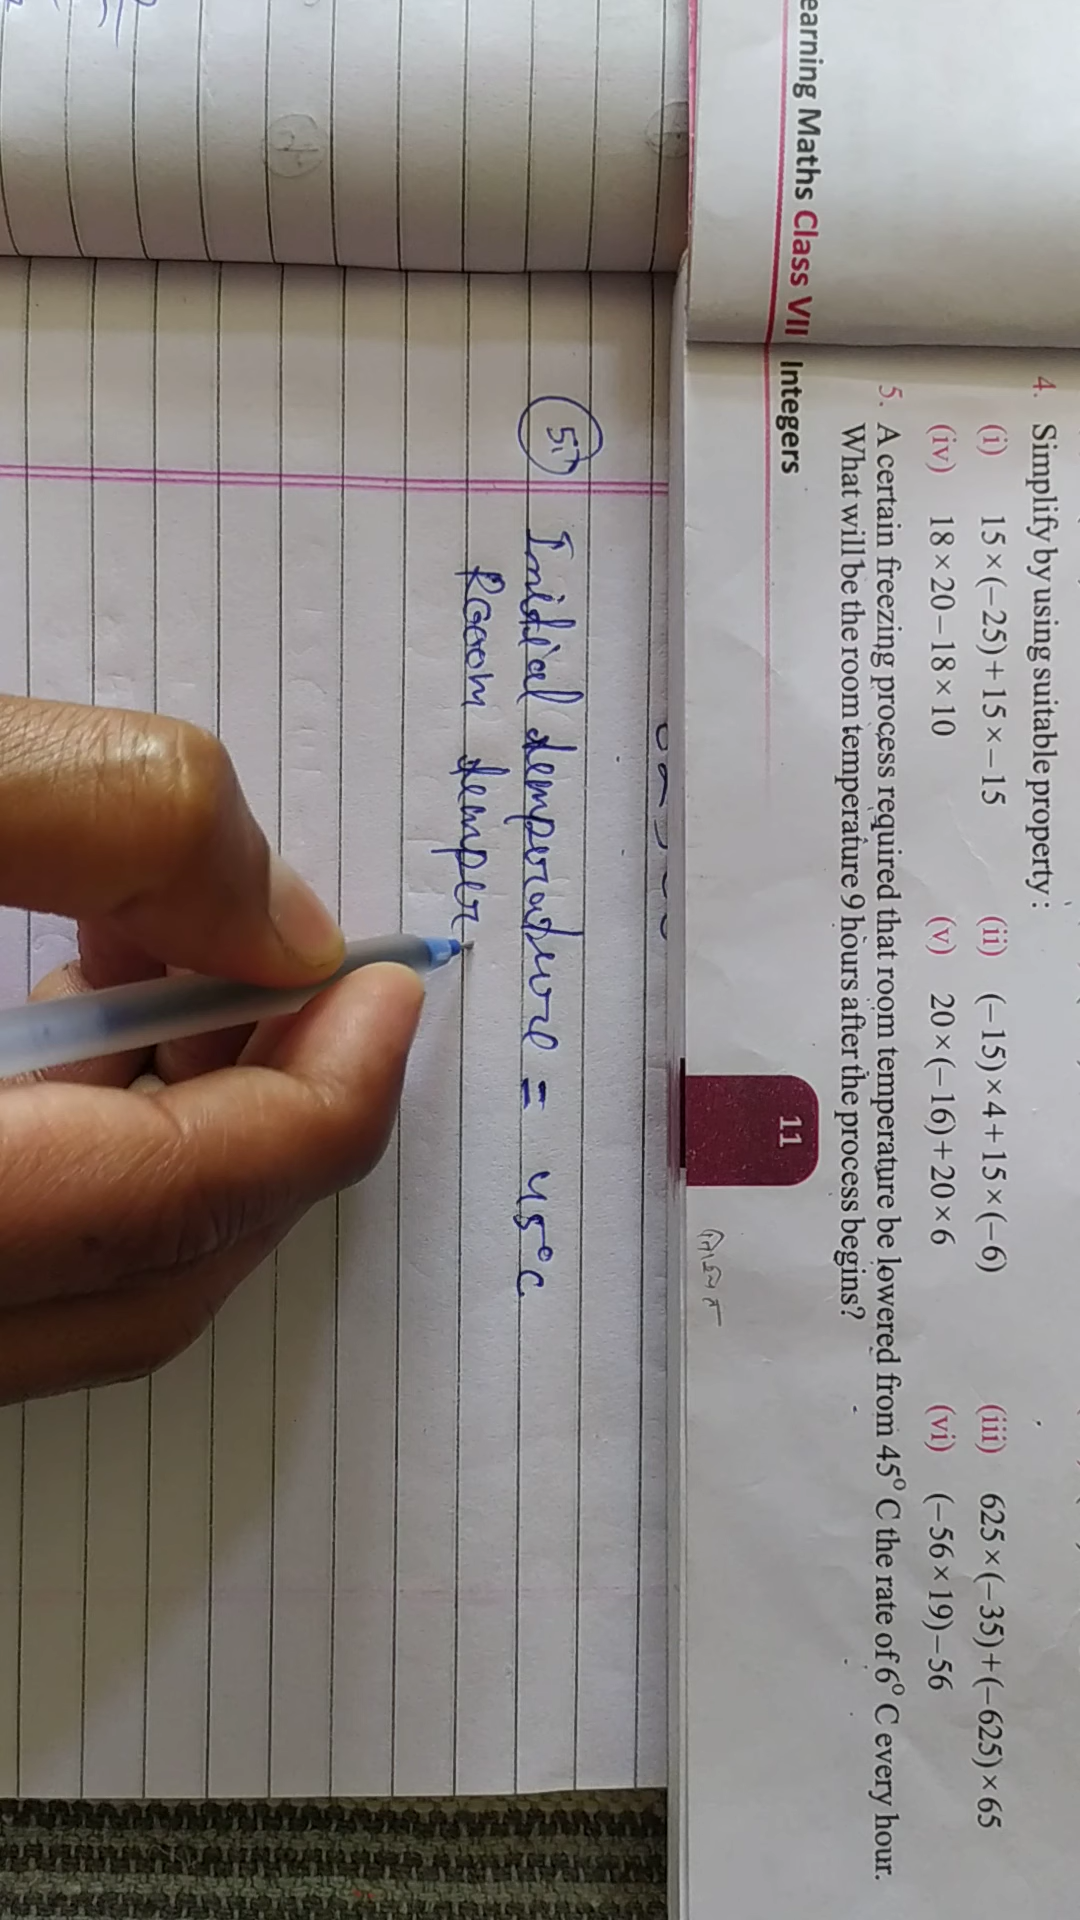 4. Simplify by using suitable property :
(i) 15×(−25)+15×−15 (ii) (−15)×4+15×(−6) (iii) 625×(−35)+(−625)×65
(iv) 18×20−18×10 (v) 20×(−16)+20×6 (vi) (−56×19)−56
5. A certain freezing process required that room temperature be lowered from 45° C the rate of 6° C every hour.
What will be the room temperature 9 hours after the process begins?
earning Maths Class VII Integers 11
5→ Initial temperature = 45°C
Room temper